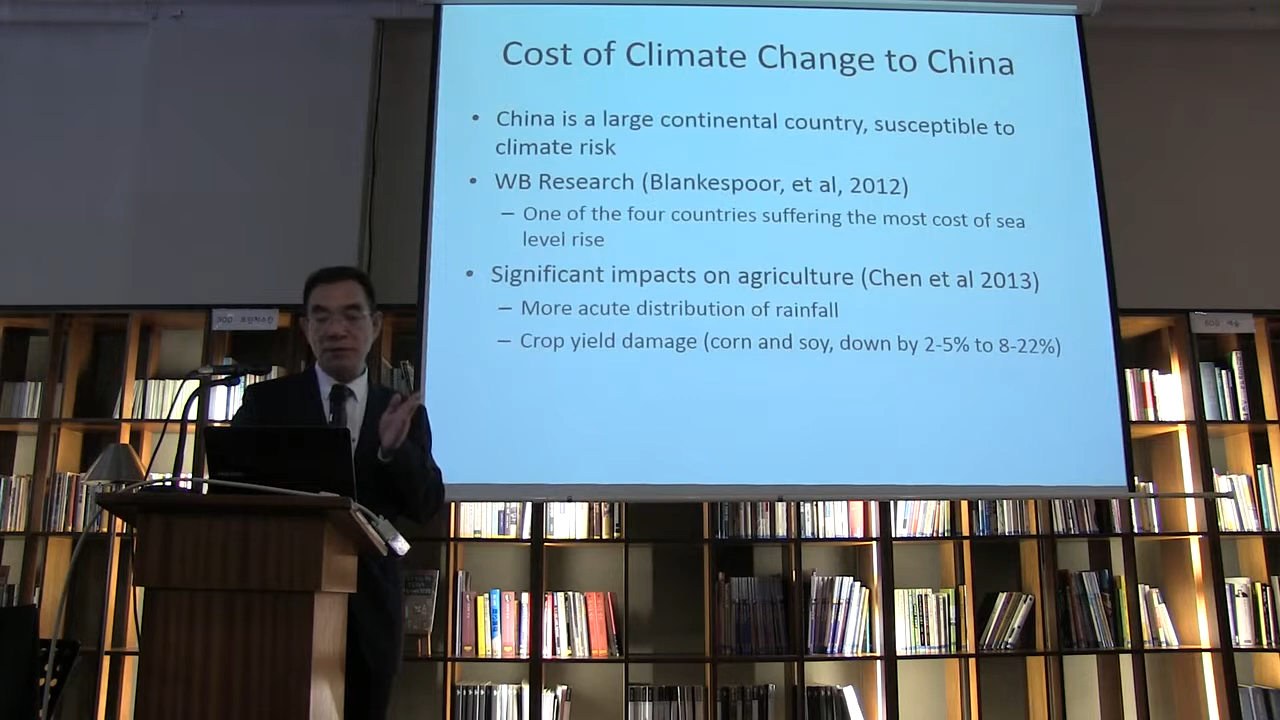 Cost of Climate Change to China
• China is a large continental country, susceptible to
climate risk
• WB Research (Blankespoor, et al, 2012)
– One of the four countries suffering the most cost of sea
level rise
• Significant impacts on agriculture (Chen et al 2013)
– More acute distribution of rainfall
– Crop yield damage (corn and soy, down by 2-5% to 8-22%)